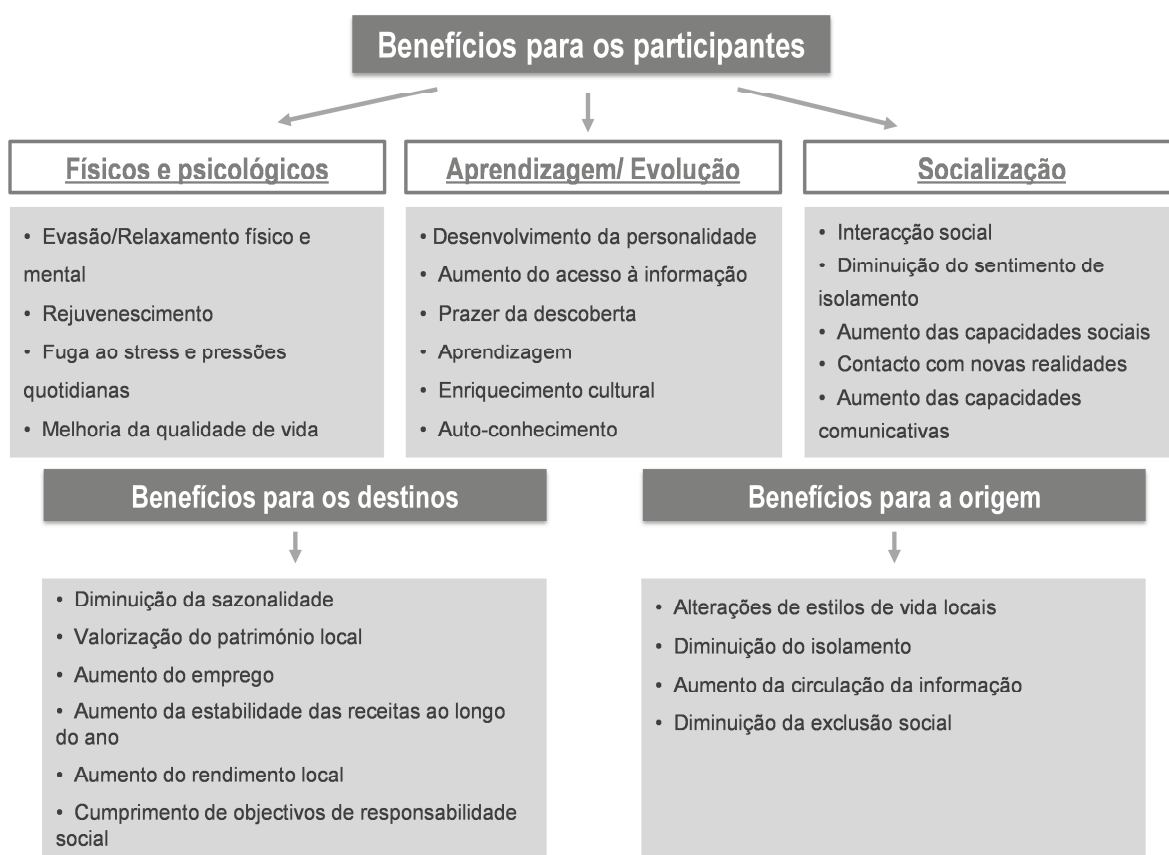 Benefícios para os participantes
Físicos e psicológicos
• Evasão/Relaxamento físico e
mental
• Rejuvenescimento
• Fuga ao stress e pressões
quotidianas
• Melhoria da qualidade de vida
Aprendizagem/ Evolução
• Desenvolvimento da personalidade
• Aumento do acesso à informação
• Prazer da descoberta
• Aprendizagem
• Enriquecimento cultural
• Auto-conhecimento
Socialização
• Interacção social
• Diminuição do sentimento de
isolamento
• Aumento das capacidades sociais
• Contacto com novas realidades
• Aumento das capacidades
comunicativas
Benefícios para os destinos
• Diminuição da sazonalidade
• Valorização do património local
• Aumento do emprego
• Aumento da estabilidade das receitas ao longo
do ano
• Aumento do rendimento local
• Cumprimento de objectivos de responsabilidade
social
Benefícios para a origem
• Alterações de estilos de vida locais
• Diminuição do isolamento
• Aumento da circulação da informação
• Diminuição da exclusão social